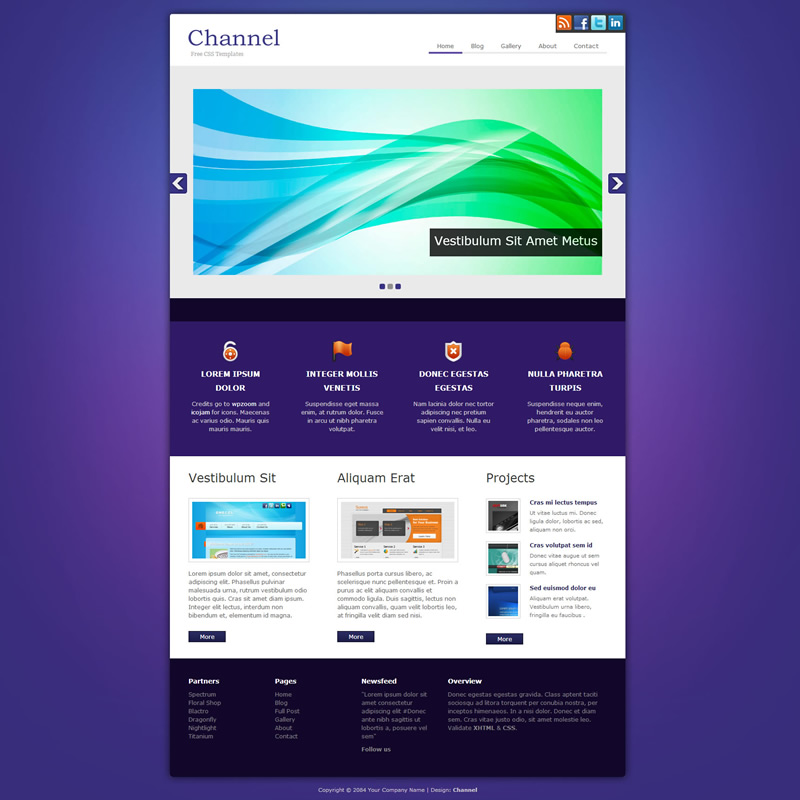 Channel
Free CSS Templates
Home Blog Gallery About Contact
Vestibulum Sit Amet Metus
LOREM IPSUM
DOLOR
Credits go to wpzoom and
icojam for icons. Maecenas
ac varius odio. Mauris quis
mauris mauris.
INTEGER MOLLIS
VENETIS
Suspendisse eget massa
enim, at rutrum dolor. Fusce
in arcu ut nibh pharetra
volutpat.
DONEC EGESTAS
EGESTAS
Nam lacinia dolor nec tortor
adipiscing nec pretium
sapien convallis. Nulla eu
velit nisi, et leo.
NULLA PHARETRA
TURPIS
Suspendisse neque enim,
hendrerit eu auctor
pharetra, sodales non leo
pellentesque auctor.
Vestibulum Sit
Lorem ipsum dolor sit amet, consectetur
adipiscing elit. Phasellus pulvinar
malesuada urna, rutrum vestibulum odio
lobortis quis. Cras sit amet diam ipsum.
Integer elit lectus, interdum non
bibendum et, elementum id magna.
More
Aliquam Erat
Phasellus porta cursus libero, ac
scelerisque nunc pellentesque et. Proin a
purus ac elit aliquam convallis et
commodo ligula. Duis sagittis, lectus non
aliquam convallis, quam velit lobortis leo,
at fringilla velit diam sed nisi.
More
Projects
Cras mi lectus tempus
Ut vitae luctus mi. Donec
ligula dolor, lobortis ac sed,
aliquam non orci.
Cras volutpat sem id
Donec vitae augue ut sem
cursus aliquet rhoncus vel
quam.
Sed euismod dolor eu
Aliquam erat volutpat.
Vestibulum urna libero,
fringilla eu faucibus .
More
Partners
Spectrum
Floral Shop
Blactro
Dragonfly
Nightlight
Titanium
Pages
Home
Blog
Full Post
Gallery
About
Contact
Newsfeed
"Lorem ipsum dolor sit
amet consectetur
adipiscing elit #Donec
ante nibh sagittis ut
lobortis a, posuere vel
sem"
Follow us
Overview
Donec egestas egestas gravida. Class aptent taciti
sociosqu ad litora torquent per conubia nostra, per
inceptos himenaeos. In a nisi dolor. Donec et diam
sem. Cras vitae justo odio, sit amet molestie leo.
Validate XHTML & CSS.
Copyright © 2084 Your Company Name | Design: Channel